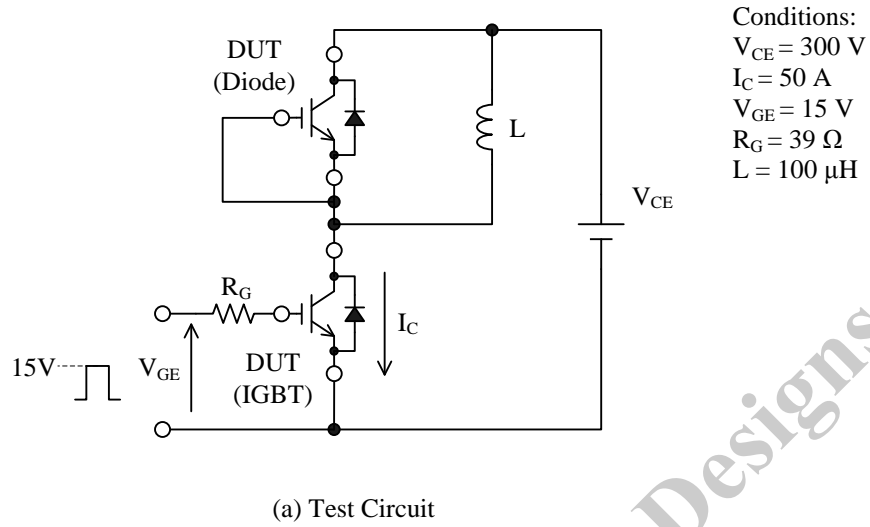 Conditions:
V_CE = 300 V
I_C = 50 A
V_GE = 15 V
R_G = 39 Ω
L = 100 μH
DUT
(Diode)
L
V_CE
R_G
I_C
15V
V_GE
DUT
(IGBT)
(a) Test Circuit
Designs